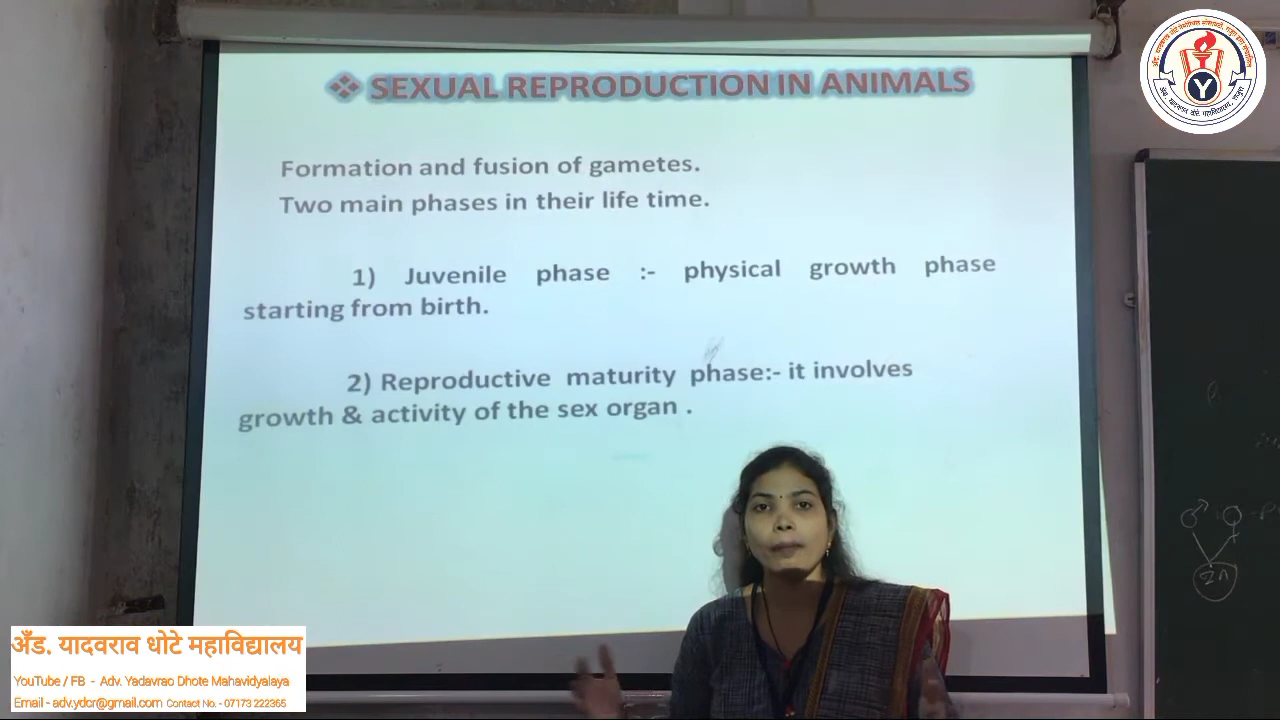 ❖ SEXUAL REPRODUCTION IN ANIMALS
Formation and fusion of gametes.
Two main phases in their life time.
1) Juvenile phase :- physical growth phase
starting from birth.
2) Reproductive maturity phase:- it involves
growth & activity of the sex organ .
♂ ♀
2n
Y
अँड. यादवराव धोटे महाविद्यालय
YouTube / FB - Adv. Yadavrao Dhote Mahavidyalaya
Email - adv.ydcr@gmail.com Contact No. - 07173 222365